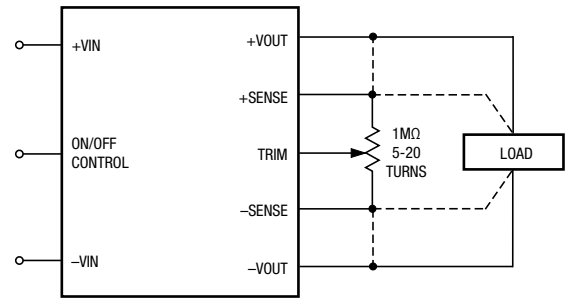 +VIN
ON/OFF
CONTROL
–VIN
+VOUT
+SENSE
TRIM
–SENSE
–VOUT
1MΩ
5-20
TURNS
LOAD